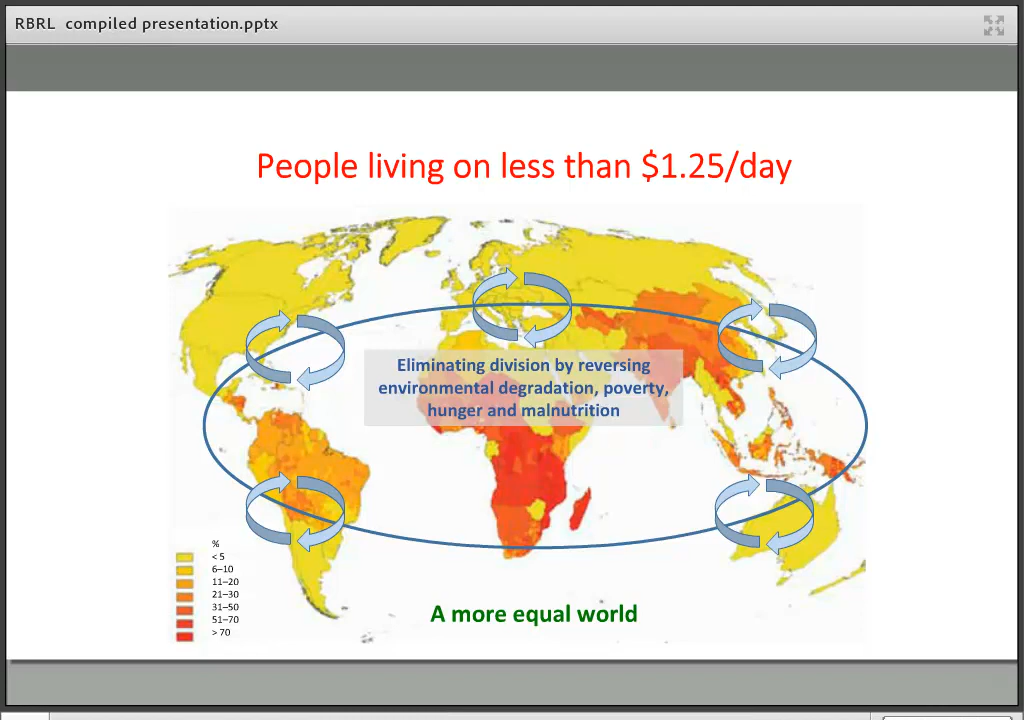 RBRL compiled presentation.pptx
People living on less than $1.25/day
Eliminating division by reversing
environmental degradation, poverty,
hunger and malnutrition
%
< 5
6–10
11–20
21–30
31–50
51–70
> 70
A more equal world